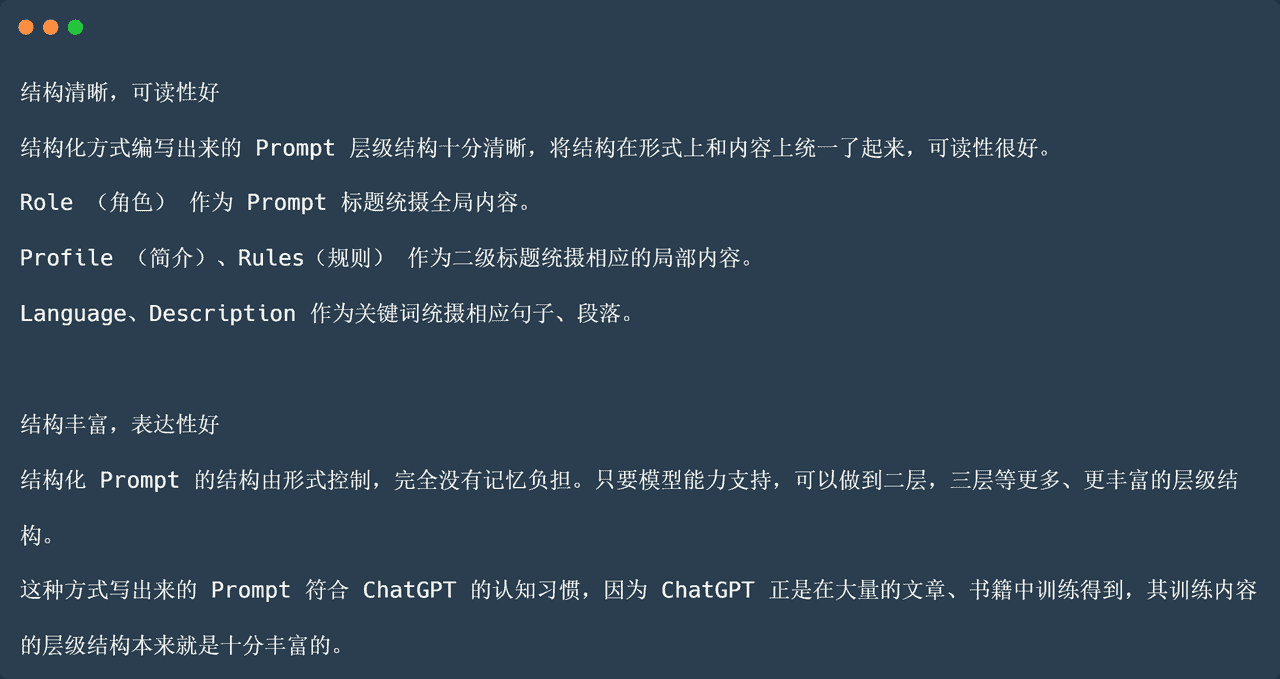 结构清晰，可读性好
结构化方式编写出来的 Prompt 层级结构十分清晰，将结构在形式上和内容上统一了起来，可读性很好。
Role （角色） 作为 Prompt 标题统摄全局内容。
Profile （简介）、Rules（规则） 作为二级标题统摄相应的局部内容。
Language、Description 作为关键词统摄相应句子、段落。
结构丰富，表达性好
结构化 Prompt 的结构由形式控制，完全没有记忆负担。只要模型能力支持，可以做到二层，三层等更多、更丰富的层级结
构。
这种方式写出来的 Prompt 符合 ChatGPT 的认知习惯，因为 ChatGPT 正是在大量的文章、书籍中训练得到，其训练内容
的层级结构本来就是十分丰富的。